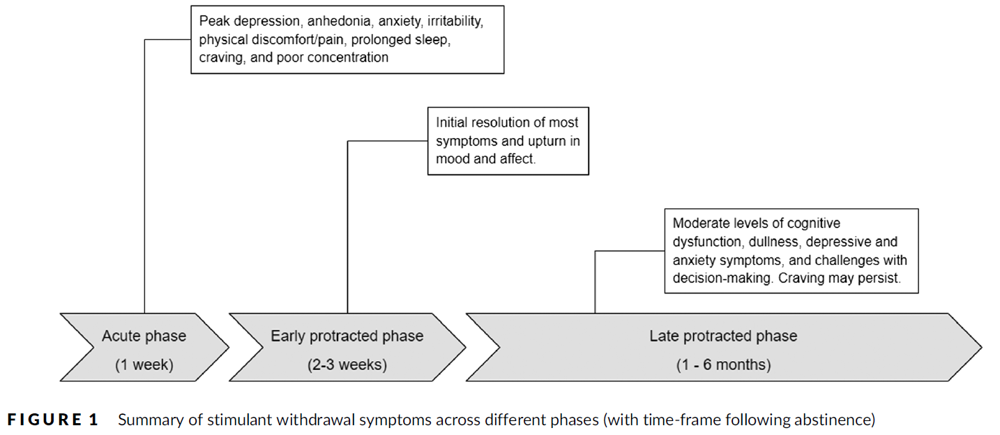 Peak depression, anhedonia, anxiety, irritability,
physical discomfort/pain, prolonged sleep,
craving, and poor concentration
Initial resolution of most
symptoms and upturn in
mood and affect.
Moderate levels of cognitive
dysfunction, dullness, depressive and
anxiety symptoms, and challenges with
decision-making. Craving may persist.
Acute phase
(1 week)
Early protracted phase
(2-3 weeks)
Late protracted phase
(1 - 6 months)
FIGURE 1 Summary of stimulant withdrawal symptoms across different phases (with time-frame following abstinence)